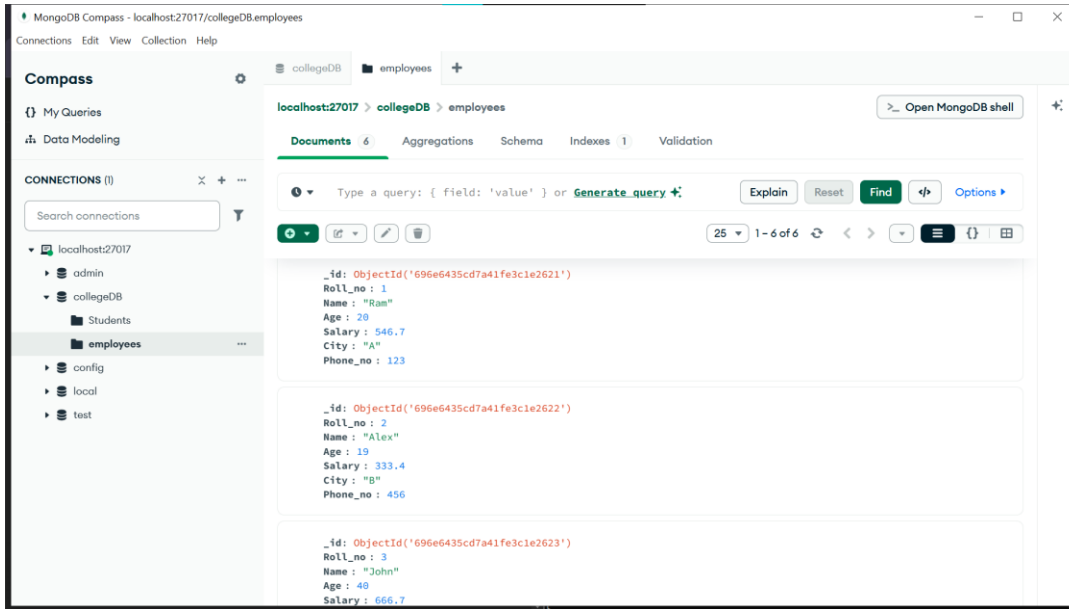 MongoDB Compass - localhost:27017/collegeDB.employees
Connections Edit View Collection Help
Compass
{} My Queries
Data Modeling
CONNECTIONS (1)
Search connections
localhost:27017
admin
collegeDB
Students
employees
config
local
test
collegeDB
employees
localhost:27017 > collegeDB > employees
>_ Open MongoDB shell
Documents 6 Aggregations Schema Indexes 1 Validation
Type a query: { field: 'value' } or Generate query
Explain Reset Find </> Options
25 1 - 6 of 6 {}
_id: ObjectId('696e6435cd7a41fe3c1e2621')
Roll_no : 1
Name : "Ram"
Age : 20
Salary : 546.7
City : "A"
Phone_no : 123
_id: ObjectId('696e6435cd7a41fe3c1e2622')
Roll_no : 2
Name : "Alex"
Age : 19
Salary : 333.4
City : "B"
Phone_no : 456
_id: ObjectId('696e6435cd7a41fe3c1e2623')
Roll_no : 3
Name : "John"
Age : 40
Salary : 666.7